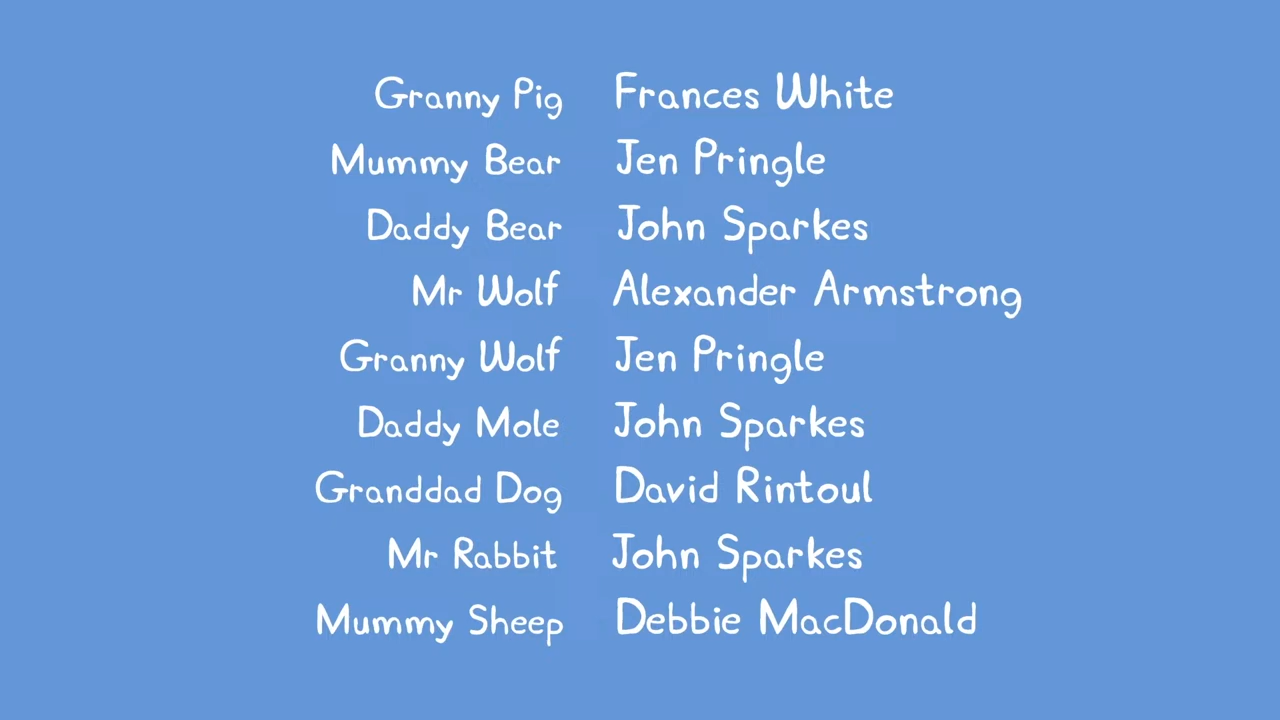 Granny Pig Frances White
Mummy Bear Jen Pringle
Daddy Bear John Sparkes
Mr Wolf Alexander Armstrong
Granny Wolf Jen Pringle
Daddy Mole John Sparkes
Granddad Dog David Rintoul
Mr Rabbit John Sparkes
Mummy Sheep Debbie MacDonald